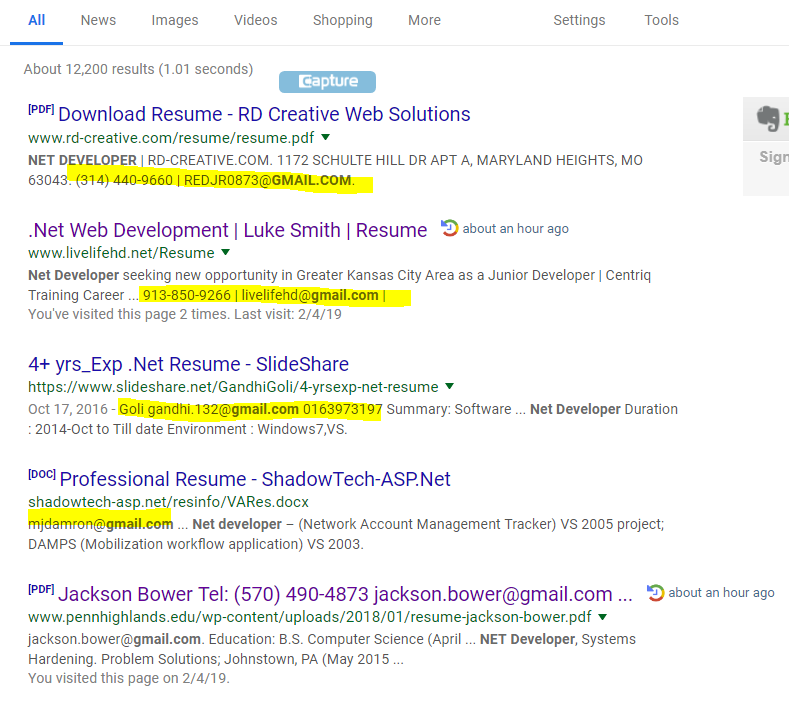 All News Images Videos Shopping More Settings Tools
About 12,200 results (1.01 seconds)
Capture
[PDF] Download Resume - RD Creative Web Solutions
www.rd-creative.com/resume/resume.pdf
NET DEVELOPER | RD-CREATIVE.COM. 1172 SCHULTE HILL DR APT A, MARYLAND HEIGHTS, MO
63043. (314) 440-9660 | REDJR0873@GMAIL.COM.
Sign
.Net Web Development | Luke Smith | Resume about an hour ago
www.livelifehd.net/Resume
Net Developer seeking new opportunity in Greater Kansas City Area as a Junior Developer | Centriq
Training Career ... 913-850-9266 | livelifehd@gmail.com |
You've visited this page 2 times. Last visit: 2/4/19
4+ yrs_Exp .Net Resume - SlideShare
https://www.slideshare.net/GandhiGoli/4-yrsexp-net-resume
Oct 17, 2016 - Goli gandhi.132@gmail.com 0163973197 Summary: Software ... Net Developer Duration
: 2014-Oct to Till date Environment : Windows7,VS.
[DOC] Professional Resume - ShadowTech-ASP.Net
shadowtech-asp.net/resinfo/VARes.docx
mjdamron@gmail.com ... Net developer – (Network Account Management Tracker) VS 2005 project;
DAMPS (Mobilization workflow application) VS 2003.
[PDF] Jackson Bower Tel: (570) 490-4873 jackson.bower@gmail.com ... about an hour ago
www.pennhighlands.edu/wp-content/uploads/2018/01/resume-jackson-bower.pdf
jackson.bower@gmail.com. Education: B.S. Computer Science (April ... NET Developer, Systems
Hardening. Problem Solutions; Johnstown, PA (May 2015 ...
You visited this page on 2/4/19.